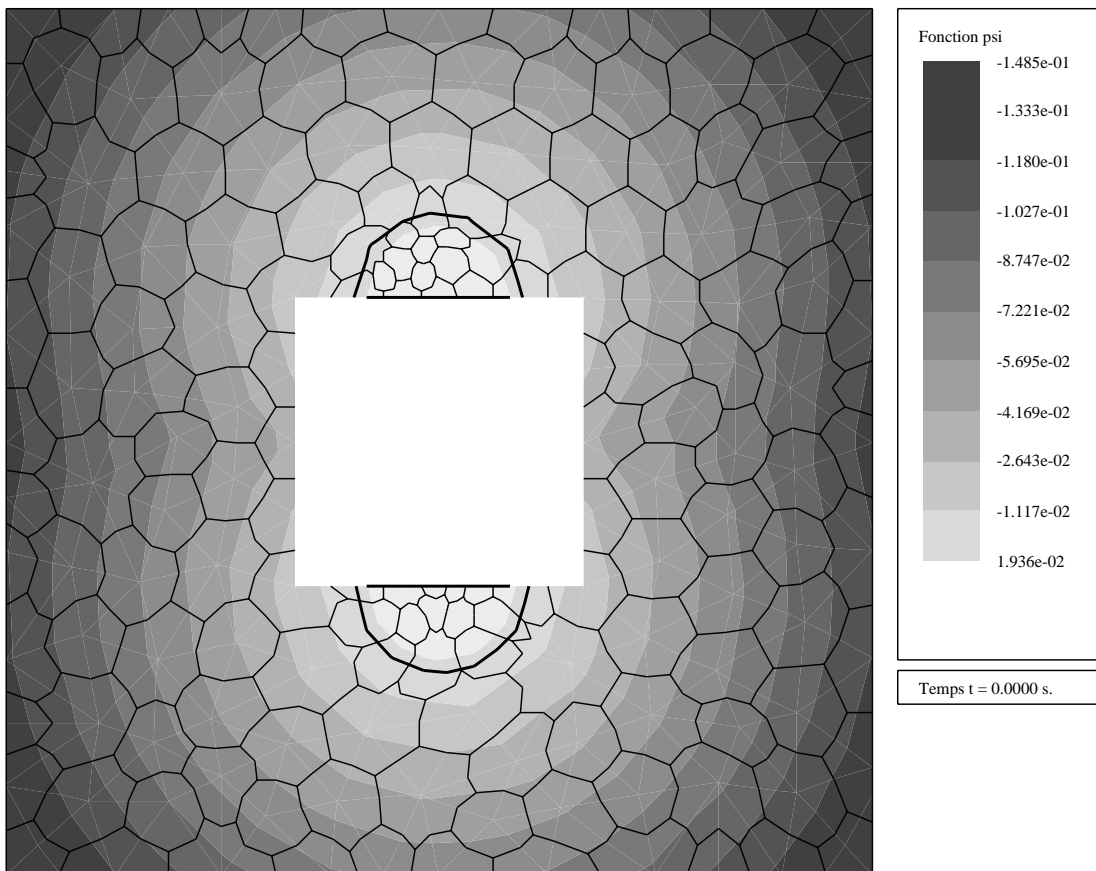 Fonction psi
-1.485e-01
-1.333e-01
-1.180e-01
-1.027e-01
-8.747e-02
-7.221e-02
-5.695e-02
-4.169e-02
-2.643e-02
-1.117e-02
1.936e-02
Temps t = 0.0000 s.